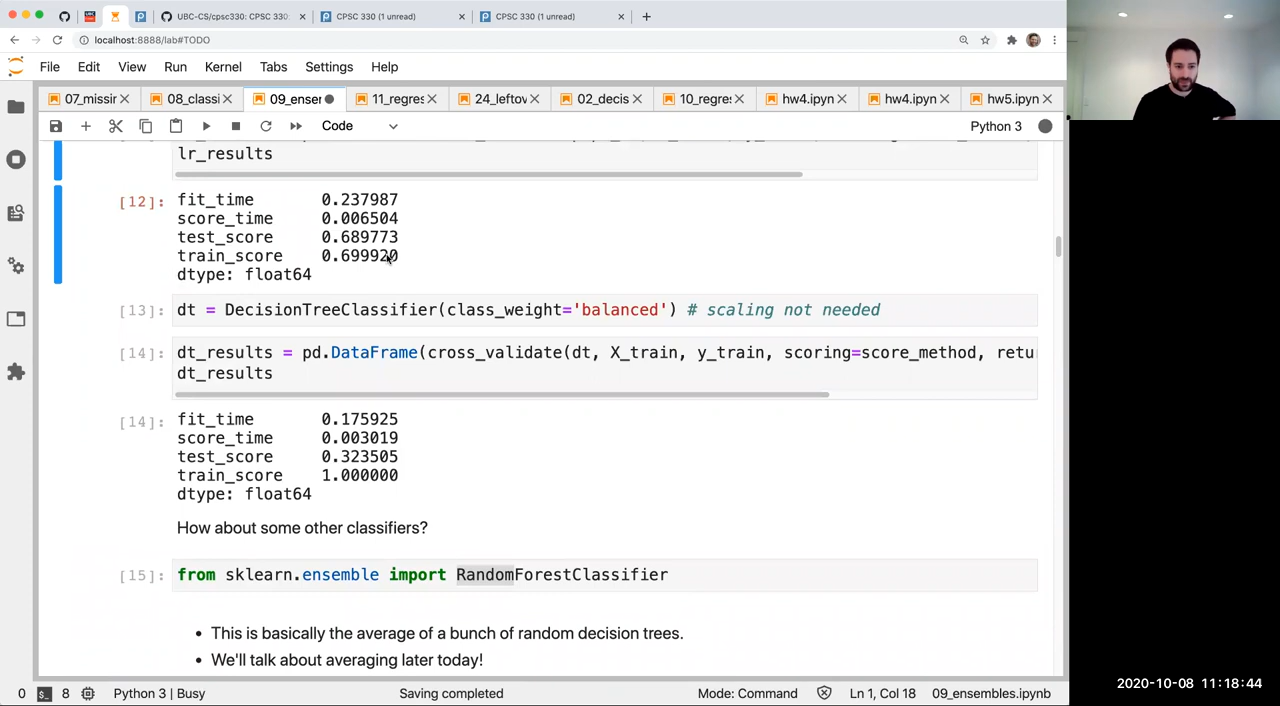 UBC-CS/cpsc330: CPSC 330:
CPSC 330 (1 unread)
CPSC 330 (1 unread)
localhost:8888/lab#TODO
File Edit View Run Kernel Tabs Settings Help
07_missin 08_classi 09_ensen 11_regres 24_leftov 02_decis 10_regre hw4.ipyn hw4.ipyn hw5.ipyn
Code Python 3
lr_results
[12]: fit_time 0.237987
score_time 0.006504
test_score 0.689773
train_score 0.699920
dtype: float64
[13]: dt = DecisionTreeClassifier(class_weight='balanced') # scaling not needed
[14]: dt_results = pd.DataFrame(cross_validate(dt, X_train, y_train, scoring=score_method, retu
dt_results
[14]: fit_time 0.175925
score_time 0.003019
test_score 0.323505
train_score 1.000000
dtype: float64
How about some other classifiers?
[15]: from sklearn.ensemble import RandomForestClassifier
• This is basically the average of a bunch of random decision trees.
• We'll talk about averaging later today!
0 8 Python 3 | Busy Saving completed Mode: Command Ln 1, Col 18 09_ensembles.ipynb
2020-10-08 11:18:44